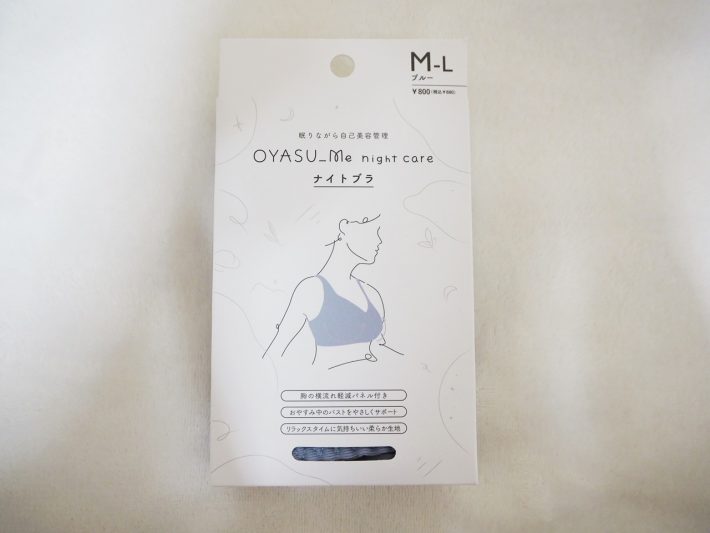 M-L
ブルー
¥800(税込¥880)
眠りながら自己美容管理
OYASU_Me night care
ナイトブラ
胸の横流れ軽減パネル付き
おやすみ中のバストをやさしくサポート
リラックスタイムに気持ちいい柔らか生地